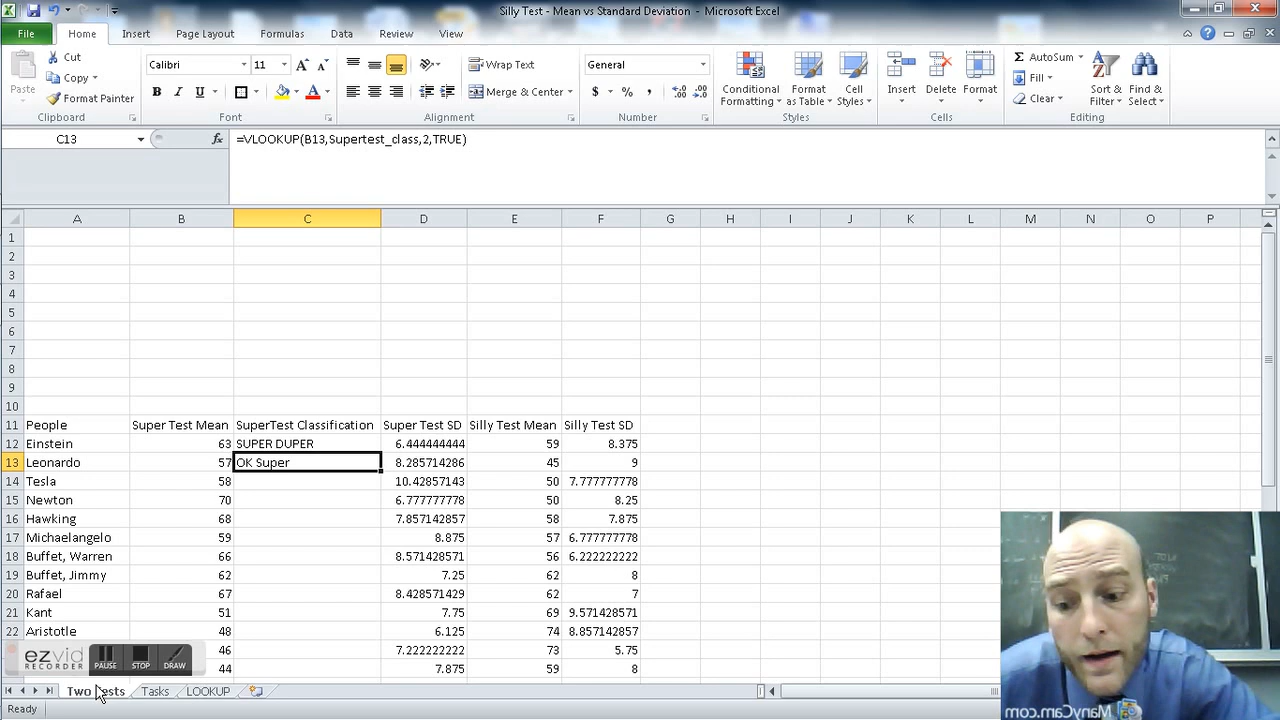 Silly Test - Mean vs Standard Deviation - Microsoft Excel
File Home Insert Page Layout Formulas Data Review View
Cut
Copy
Format Painter
Paste
Clipboard
Calibri 11
B I U
Font
Wrap Text
Merge & Center
Alignment
General
$ % ,
Number
Conditional Formatting
Format as Table
Cell Styles
Styles
Insert Delete Format
Cells
AutoSum
Fill
Clear
Sort & Filter
Find & Select
Editing
C13 fx =VLOOKUP(B13,Supertest_class,2,TRUE)
A B C D E F G H I J K L M N O P
1
2
3
4
5
6
7
8
9
10
11 People Super Test Mean SuperTest Classification Super Test SD Silly Test Mean Silly Test SD
12 Einstein 63 SUPER DUPER 6.444444444 59 8.375
13 Leonardo 57 OK Super 8.285714286 45 9
14 Tesla 58 10.42857143 50 7.777777778
15 Newton 70 6.777777778 50 8.25
16 Hawking 68 7.857142857 58 7.875
17 Michaelangelo 59 8.875 57 6.777777778
18 Buffet, Warren 66 8.571428571 56 6.222222222
19 Buffet, Jimmy 62 7.25 62 8
20 Rafael 67 8.428571429 62 7
21 Kant 51 7.75 69 9.571428571
22 Aristotle 48 6.125 74 8.857142857
46 7.222222222 73 5.75
44 7.875 59 8
ezvid RECORDER PAUSE STOP DRAW
Two Tests Tasks LOOKUP
Ready
ManyCam.com